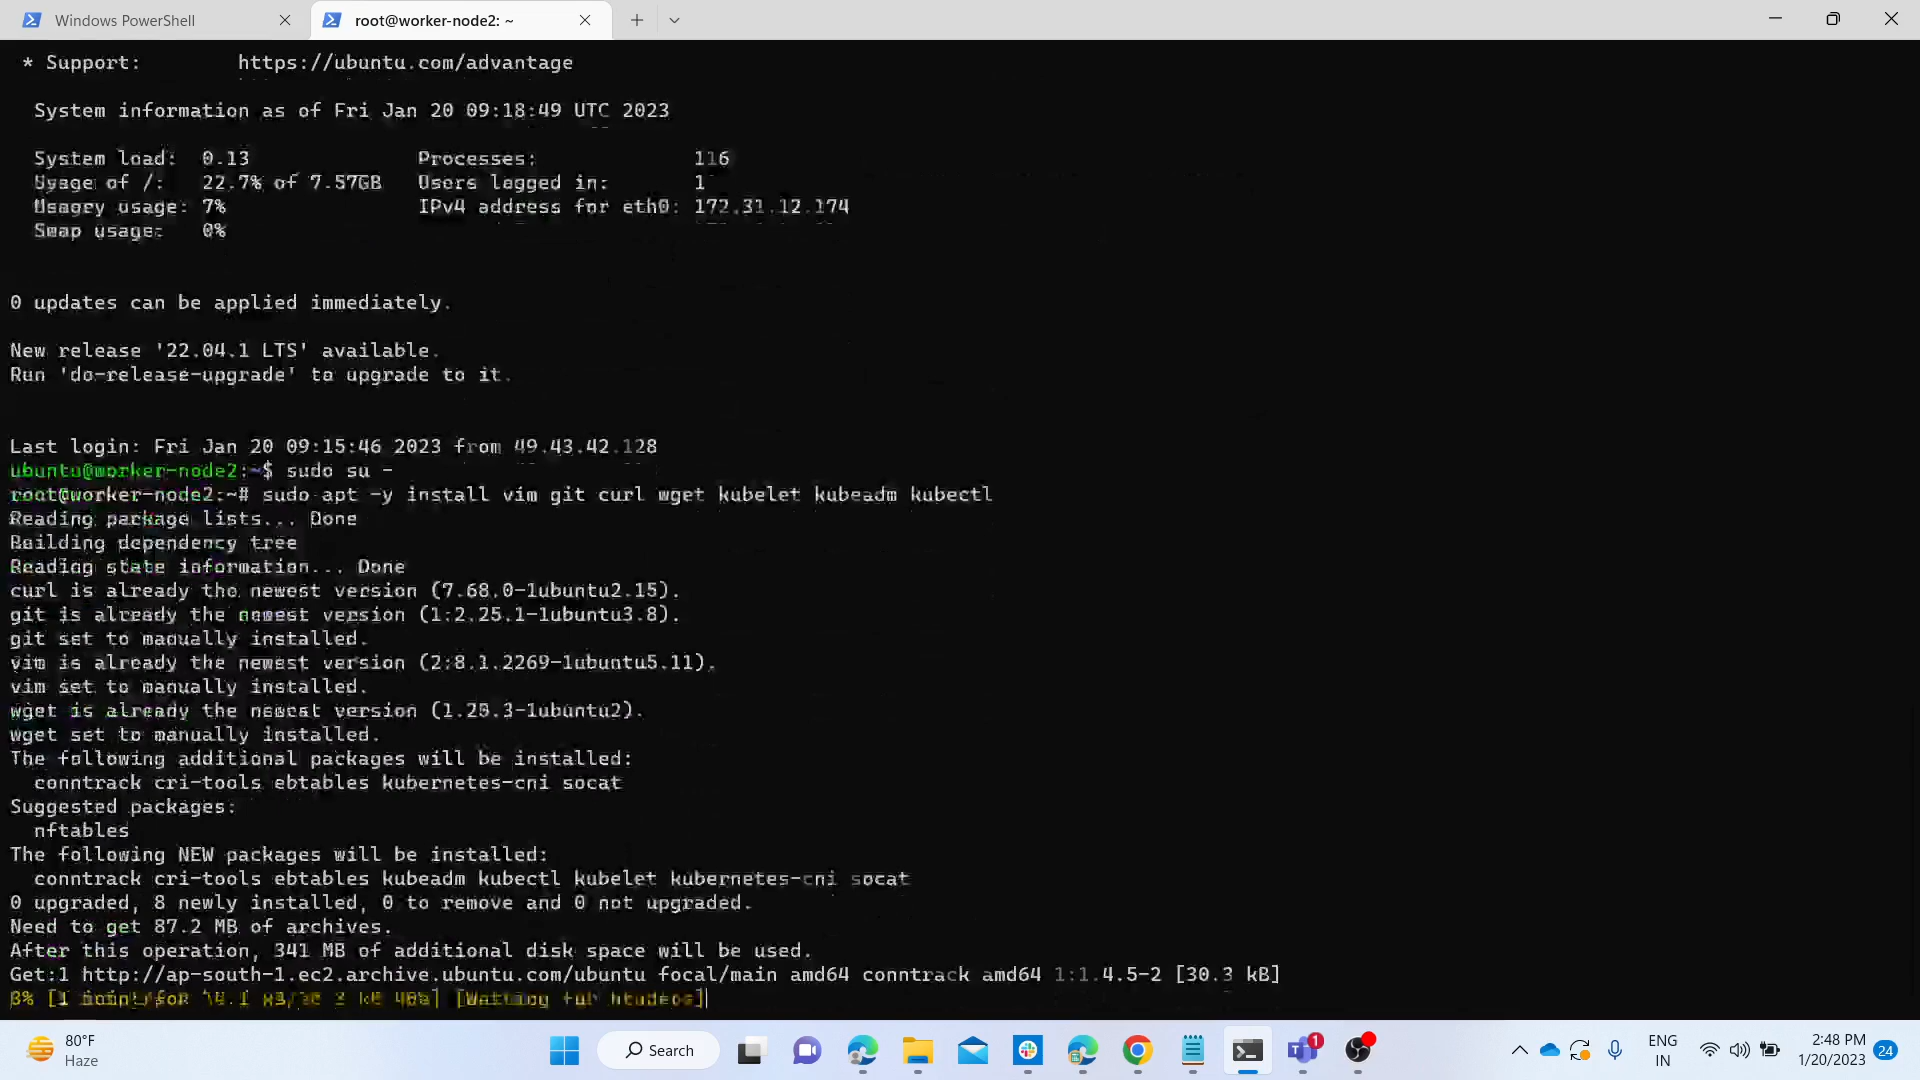 Windows PowerShell
root@worker-node2: ~
* Support: https://ubuntu.com/advantage
System information as of Fri Jan 20 09:18:49 UTC 2023
System load: 0.13 Processes: 116
Usage of /: 22.7% of 7.57GB Users logged in: 1
Memory usage: 7% IPv4 address for eth0: 172.31.12.174
Swap usage: 0%
0 updates can be applied immediately.
New release '22.04.1 LTS' available.
Run 'do-release-upgrade' to upgrade to it.
Last login: Fri Jan 20 09:15:46 2023 from 49.43.42.128
ubuntu@worker-node2:~$ sudo su -
root@worker-node2:~# sudo apt -y install vim git curl wget kubelet kubeadm kubectl
Reading package lists... Done
Building dependency tree
Reading state information... Done
curl is already the newest version (7.68.0-1ubuntu2.15).
git is already the newest version (1:2.25.1-1ubuntu3.8).
git set to manually installed.
vim is already the newest version (2:8.1.2269-1ubuntu5.11).
vim set to manually installed.
wget is already the newest version (1.20.3-1ubuntu2).
wget set to manually installed.
The following additional packages will be installed:
conntrack cri-tools ebtables kubernetes-cni socat
Suggested packages:
nftables
The following NEW packages will be installed:
conntrack cri-tools ebtables kubeadm kubectl kubelet kubernetes-cni socat
0 upgraded, 8 newly installed, 0 to remove and 0 not upgraded.
Need to get 87.2 MB of archives.
After this operation, 341 MB of additional disk space will be used.
Get:1 http://ap-south-1.ec2.archive.ubuntu.com/ubuntu focal/main amd64 conntrack amd64 1:1.4.5-2 [30.3 kB]
[Waiting for headers]
80°F
Haze
Search
1
ENG
IN
2:48 PM
1/20/2023
24